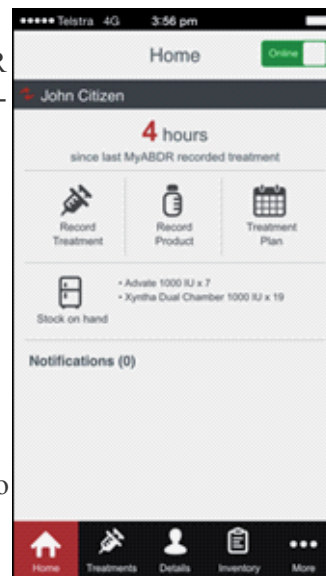 Telstra 4G 3:56 pm
Home
Online
R
John Citizen
4 hours
since last MyABDR recorded treatment
Record Treatment
Record Product
Treatment Plan
Stock on hand
• Advate 1000 IU x 7
• Xyntha Dual Chamber 1000 IU x 19
Notifications (0)
o
Home Treatments Details Inventory More